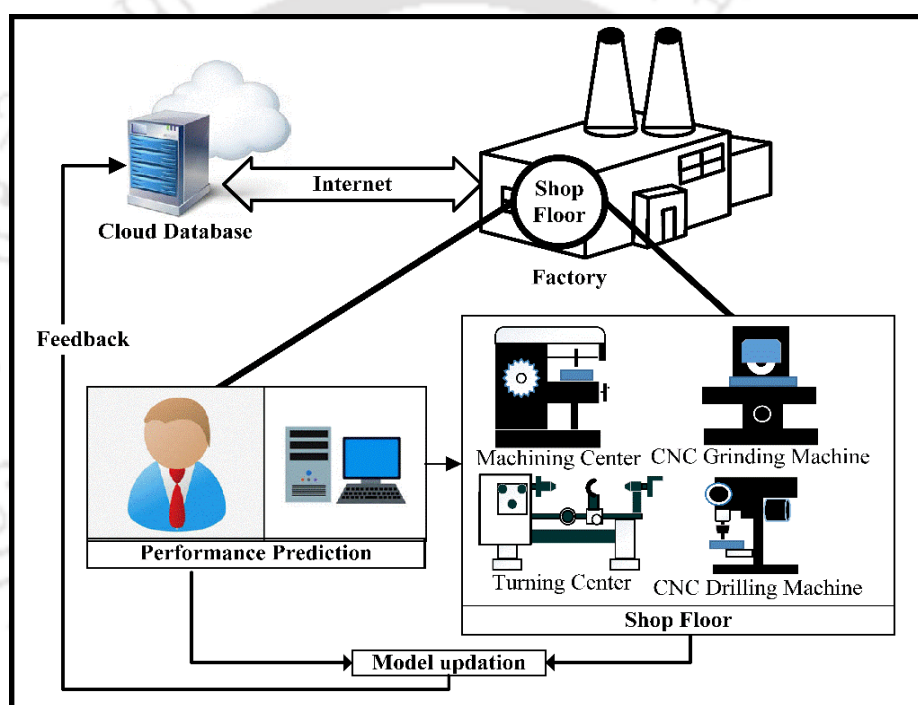 Internet
Shop
Floor
Cloud Database
Factory
Feedback
Machining Center
CNC Grinding Machine
Performance Prediction
Turning Center
CNC Drilling Machine
Shop Floor
Model updation